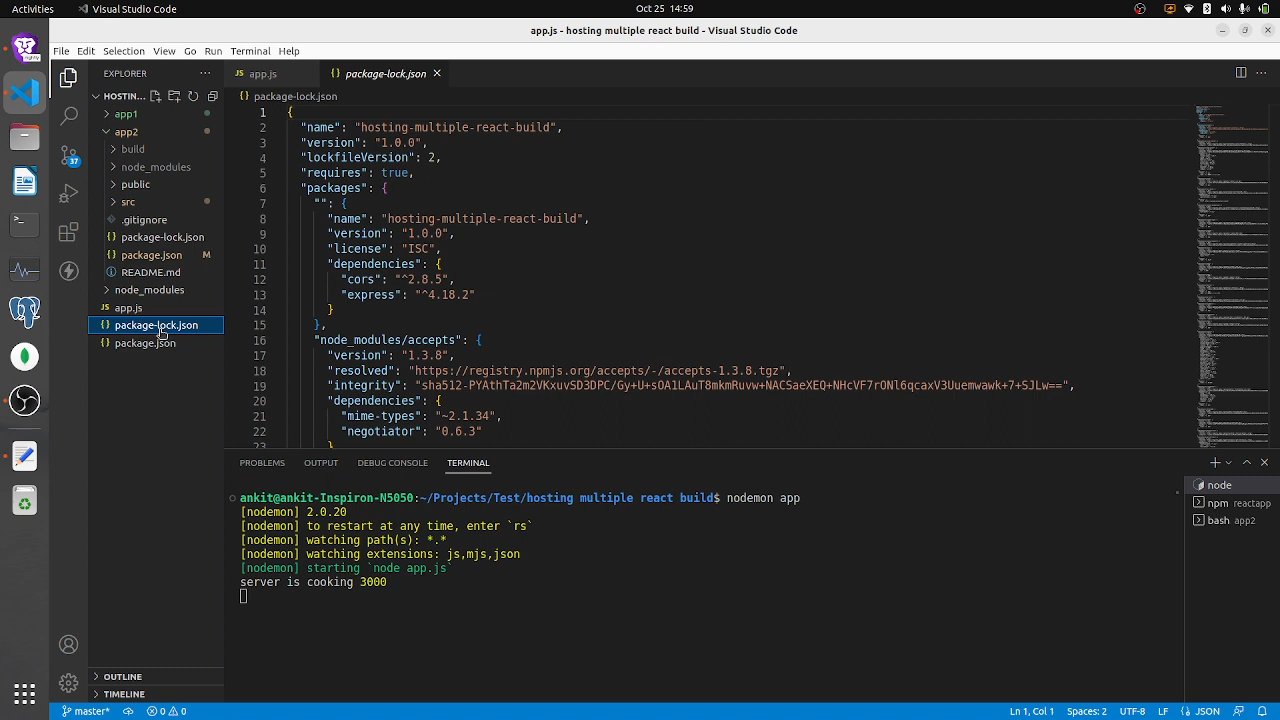 Activities
Visual Studio Code
Oct 25 14:59
app.js - hosting multiple react build - Visual Studio Code
File Edit Selection View Go Run Terminal Help
EXPLORER
HOSTIN...
app1
app2
build
node_modules
public
src
.gitignore
package-lock.json
package.json M
README.md
node_modules
app.js
package-lock.json
package.json
OUTLINE
TIMELINE
37
app.js
package-lock.json
package-lock.json
1 {
2 "name": "hosting-multiple-react-build",
3 "version": "1.0.0",
4 "lockfileVersion": 2,
5 "requires": true,
6 "packages": {
7 "": {
8 "name": "hosting-multiple-react-build",
9 "version": "1.0.0",
10 "license": "ISC",
11 "dependencies": {
12 "cors": "^2.8.5",
13 "express": "^4.18.2"
14 }
15 },
16 "node_modules/accepts": {
17 "version": "1.3.8",
18 "resolved": "https://registry.npmjs.org/accepts/-/accepts-1.3.8.tgz",
19 "integrity": "sha512-PYAthTa2m2VKxuvSD3DPC/Gy+U+sOA1LAuT8mkmRuvw+NACSaeXEQ+NHcVF7rONl6qcaxV3Uuemwawk+7+SJLw==",
20 "dependencies": {
21 "mime-types": "~2.1.34",
22 "negotiator": "0.6.3"
23 }
PROBLEMS OUTPUT DEBUG CONSOLE TERMINAL
ankit@ankit-Inspiron-N5050:~/Projects/Test/hosting multiple react build$ nodemon app
[nodemon] 2.0.20
[nodemon] to restart at any time, enter `rs`
[nodemon] watching path(s): *.*
[nodemon] watching extensions: js,mjs,json
[nodemon] starting `node app.js`
server is cooking 3000
node
npm reactapp
bash app2
master* 0 0
Ln 1, Col 1 Spaces: 2 UTF-8 LF {} JSON